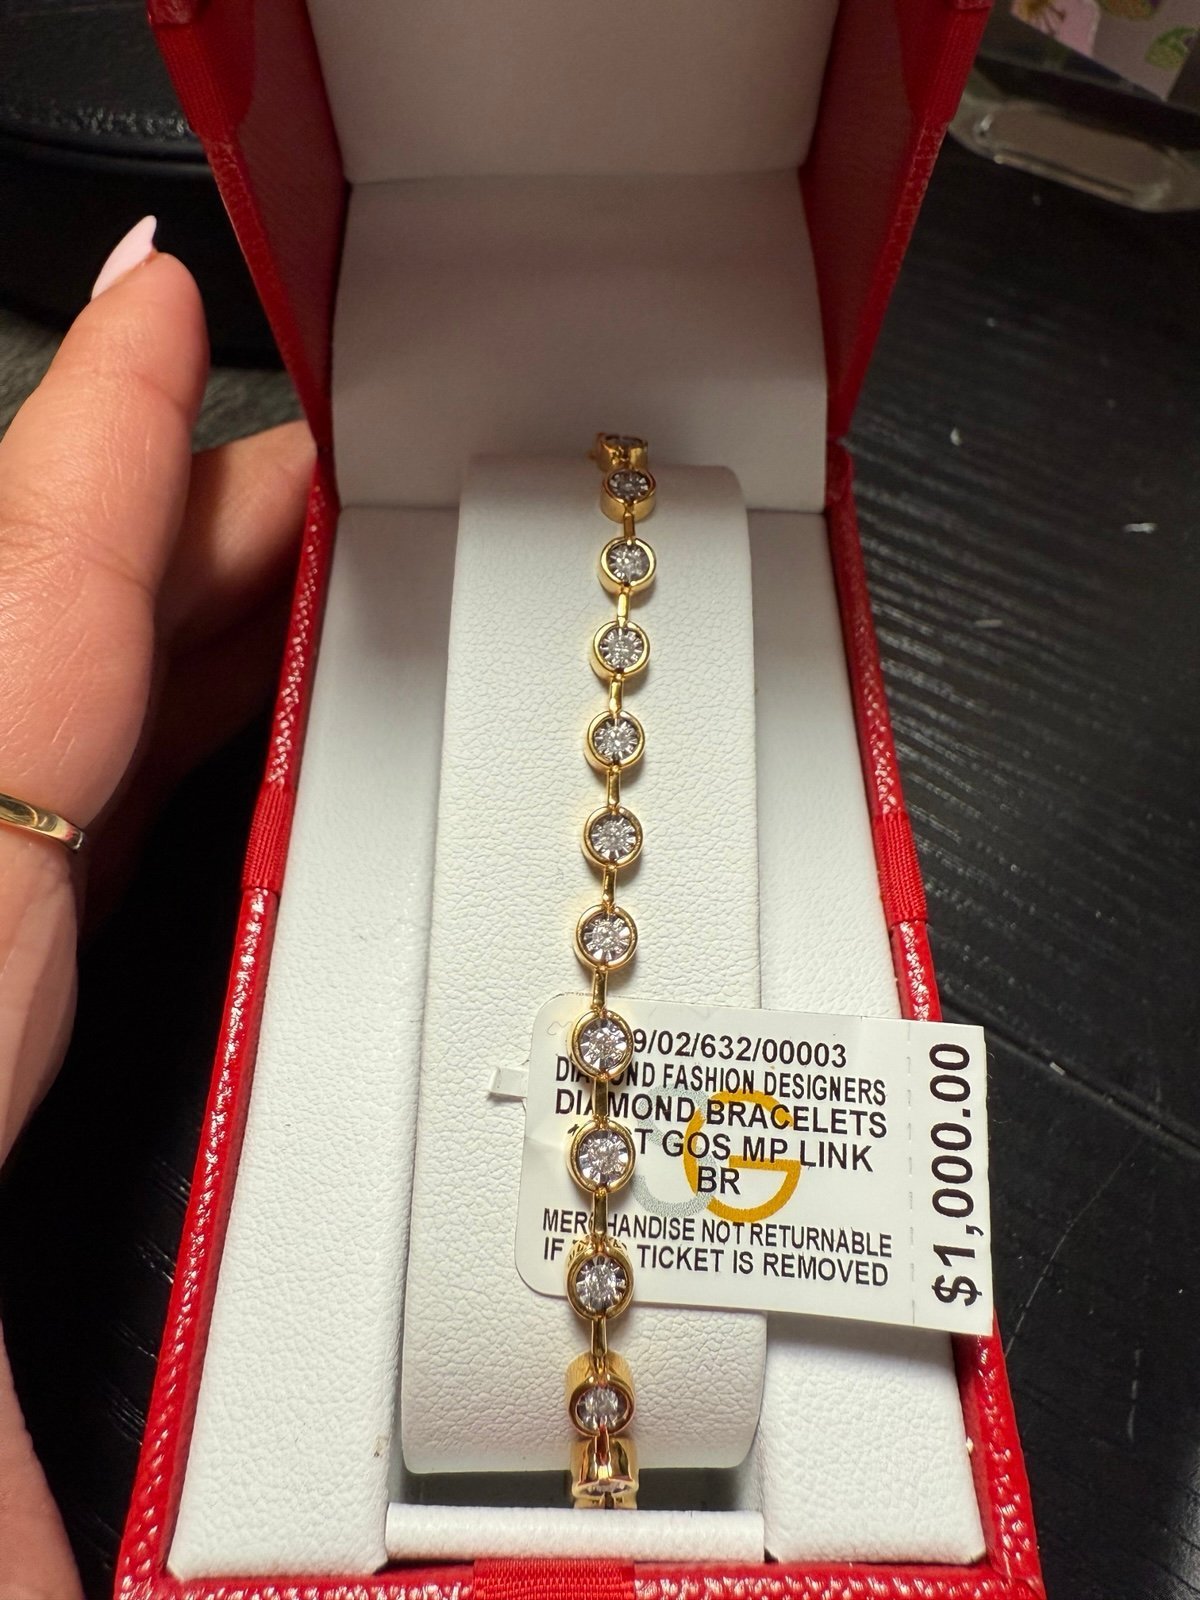 9/02/632/00003
DIAMOND FASHION DESIGNERS
DIAMOND BRACELETS
GOS MP LINK
BR
MERCHANDISE NOT RETURNABLE
IF TICKET IS REMOVED
$1,000.00